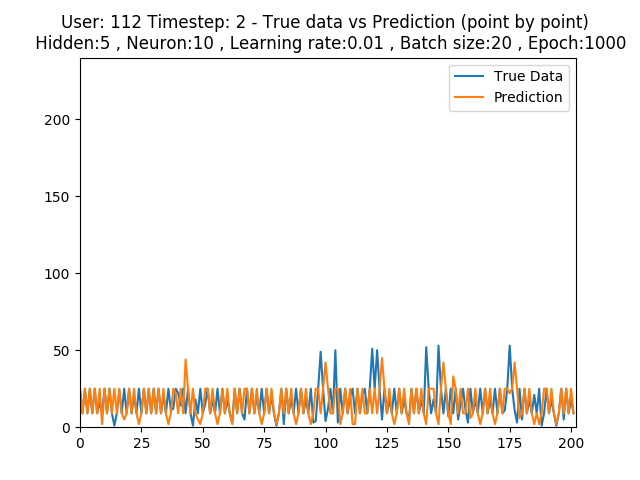 User: 112 Timestep: 2 - True data vs Prediction (point by point)
Hidden:5 , Neuron:10 , Learning rate:0.01 , Batch size:20 , Epoch:1000
True Data
Prediction
200
150
100
50
0
0 25 50 75 100 125 150 175 200